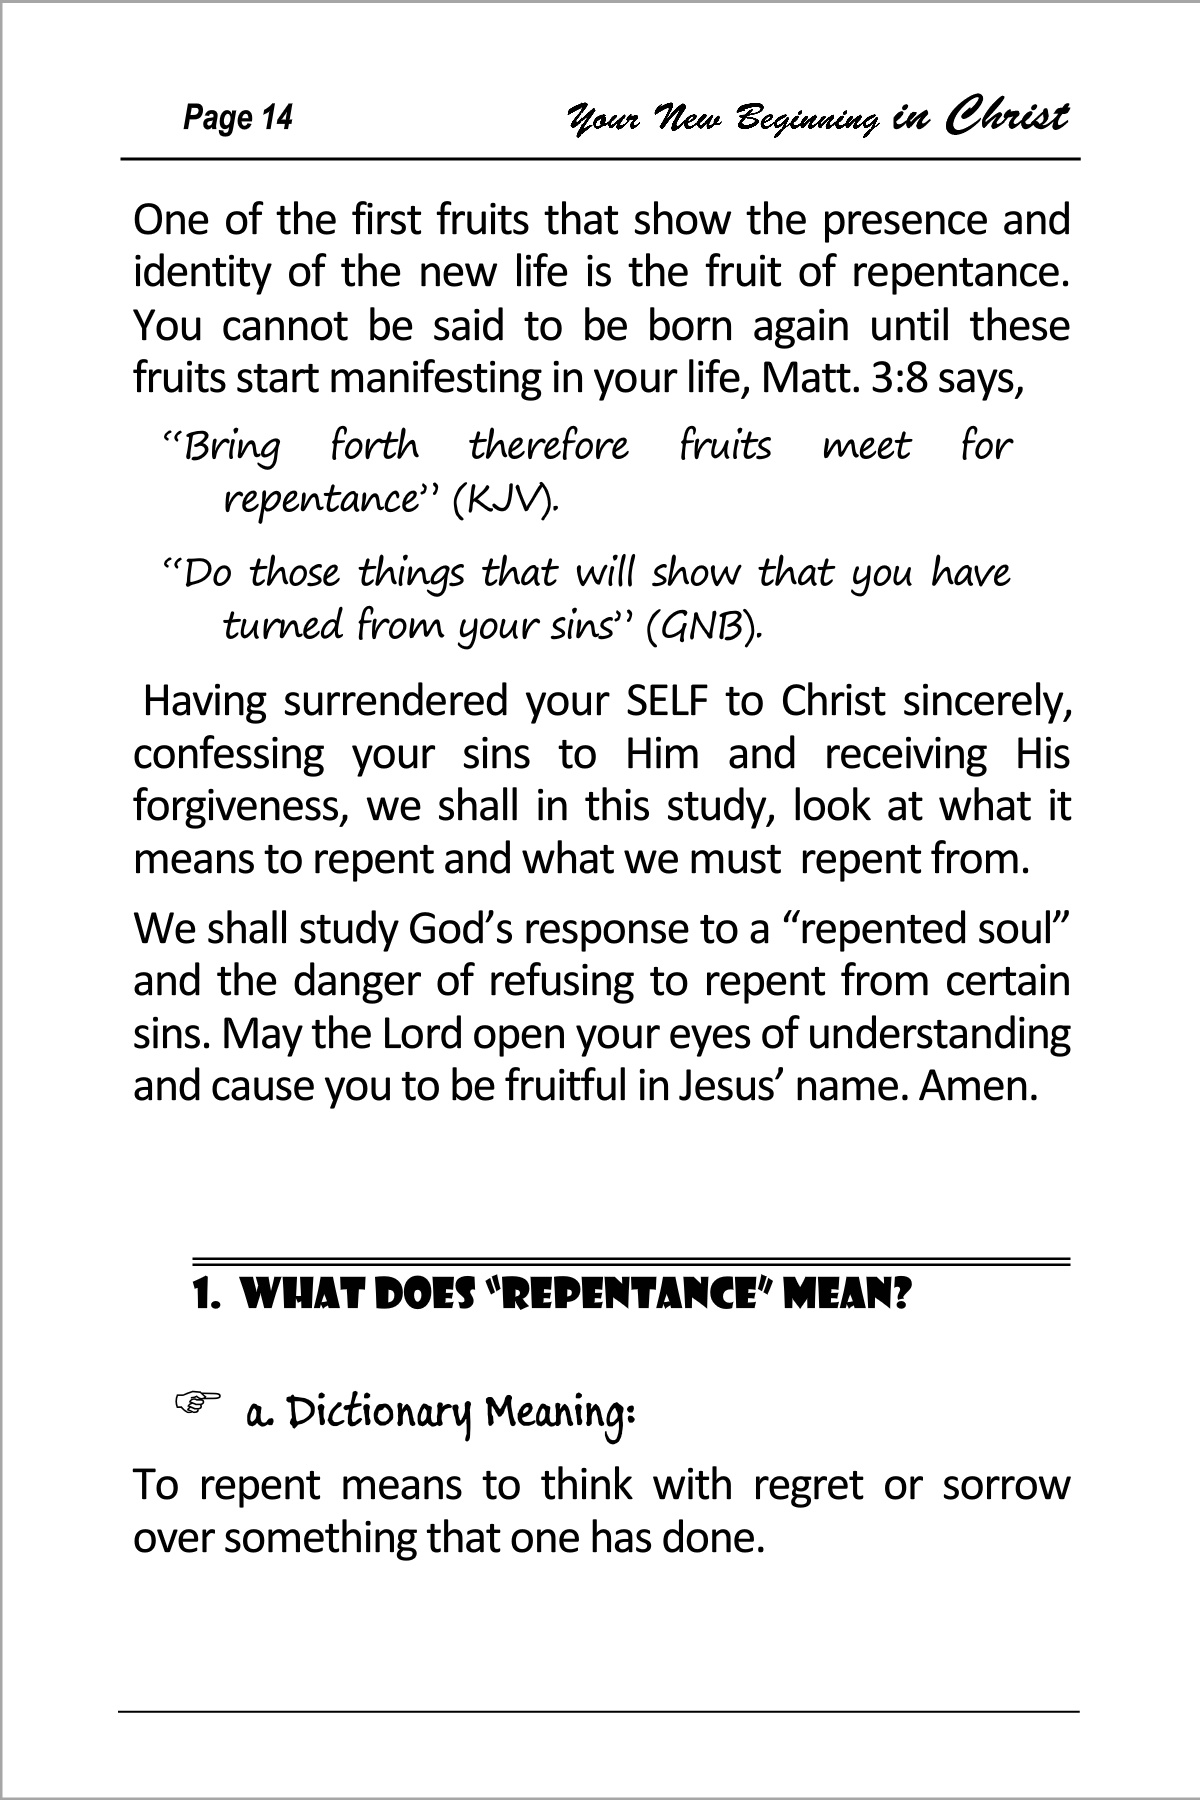 Page 14 Your New Beginning in Christ
One of the first fruits that show the presence and
identity of the new life is the fruit of repentance.
You cannot be said to be born again until these
fruits start manifesting in your life, Matt. 3:8 says,
“Bring forth therefore fruits meet for
repentance” (KJV).
“Do those things that will show that you have
turned from your sins” (GNB).
Having surrendered your SELF to Christ sincerely,
confessing your sins to Him and receiving His
forgiveness, we shall in this study, look at what it
means to repent and what we must repent from.
We shall study God’s response to a “repented soul”
and the danger of refusing to repent from certain
sins. May the Lord open your eyes of understanding
and cause you to be fruitful in Jesus’ name. Amen.
1. WHAT DOES “REPENTANCE” MEAN?
☞ a. Dictionary Meaning:
To repent means to think with regret or sorrow
over something that one has done.